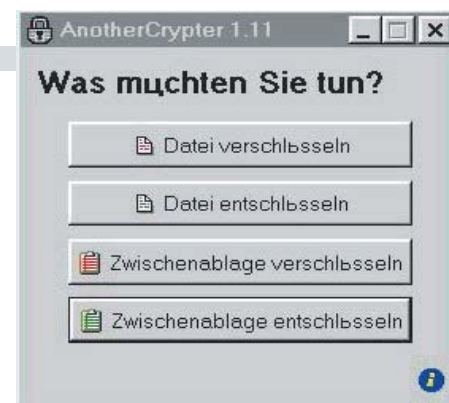 AnotherCrypter 1.11
Was mцchten Sie tun?
Datei verschlьsseln
Datei entschlьsseln
Zwischenablage verschlьsseln
Zwischenablage entschlьsseln